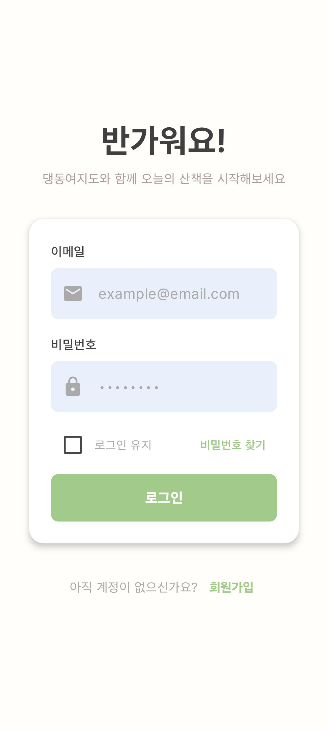 반가워요!
댕동여지도와 함께 오늘의 산책을 시작해보세요
이메일
example@email.com
비밀번호
••••••••
로그인 유지
비밀번호 찾기
로그인
아직 계정이 없으신가요? 회원가입